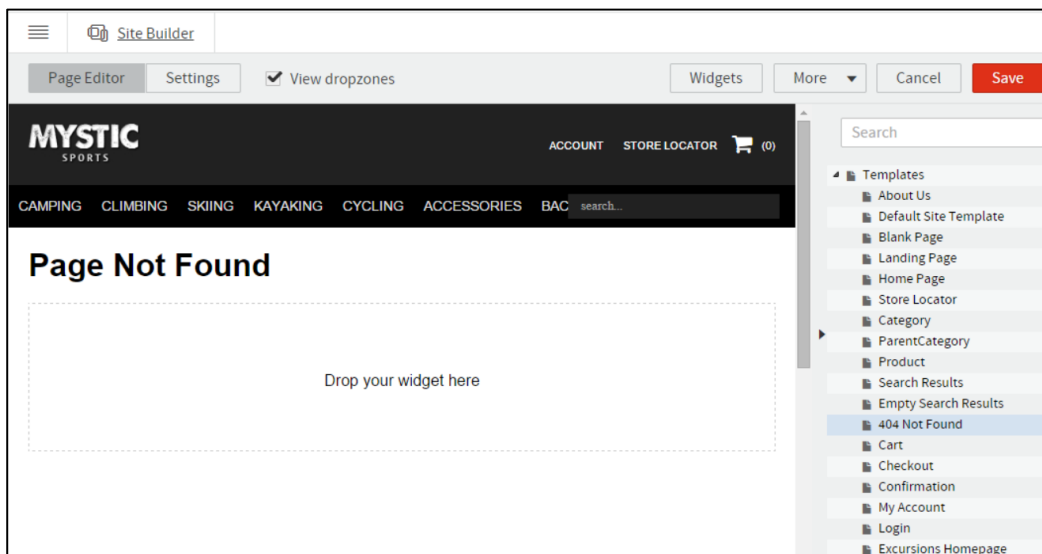 Site Builder
Page Editor Settings View dropzones Widgets More Cancel Save
MYSTIC
SPORTS
ACCOUNT STORE LOCATOR (0)
CAMPING CLIMBING SKIING KAYAKING CYCLING ACCESSORIES BAC search...
Page Not Found
Drop your widget here
Search
Templates
About Us
Default Site Template
Blank Page
Landing Page
Home Page
Store Locator
Category
ParentCategory
Product
Search Results
Empty Search Results
404 Not Found
Cart
Checkout
Confirmation
My Account
Login
Excursions Homepage